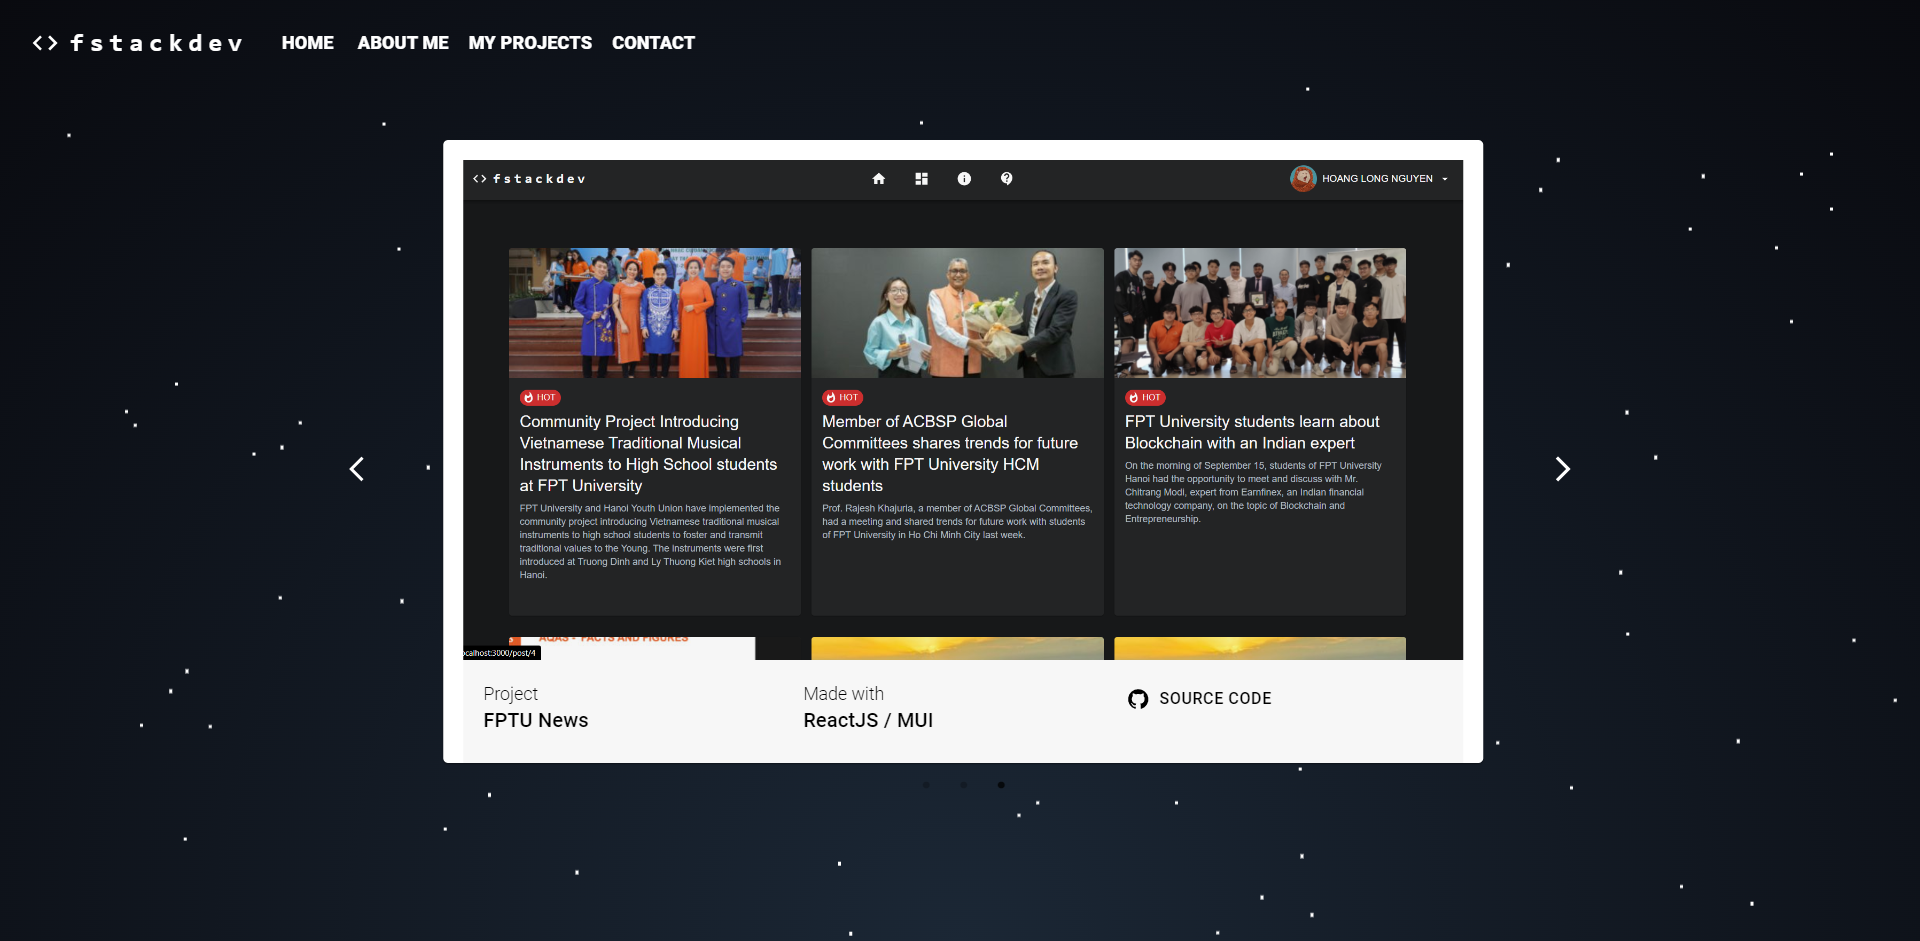 <> fstackdev HOME ABOUT ME MY PROJECTS CONTACT
<> fstackdev HOANG LONG NGUYEN
HOT
Community Project Introducing
Vietnamese Traditional Musical
Instruments to High School students
at FPT University
FPT University and Hanoi Youth Union have implemented the
community project introducing Vietnamese traditional musical
instruments to high school students to foster and transmit
traditional values to the Young. The instruments were first
introduced at Truong Dinh and Ly Thuong Kiet high schools in
Hanoi.
HOT
Member of ACBSP Global
Committees shares trends for future
work with FPT University HCM
students
Prof. Rajesh Khajuria, a member of ACBSP Global Committees,
had a meeting and shared trends for future work with students
of FPT University in Ho Chi Minh City last week.
HOT
FPT University students learn about
Blockchain with an Indian expert
On the morning of September 15, students of FPT University
Hanoi had the opportunity to meet and discuss with Mr.
Chitrang Modi, expert from Earnfinex, an Indian financial
technology company, on the topic of Blockchain and
Entrepreneurship.
AQAS - FACTS AND FIGURES
ocalhost:3000/post/4
Project
FPTU News
Made with
ReactJS / MUI
SOURCE CODE